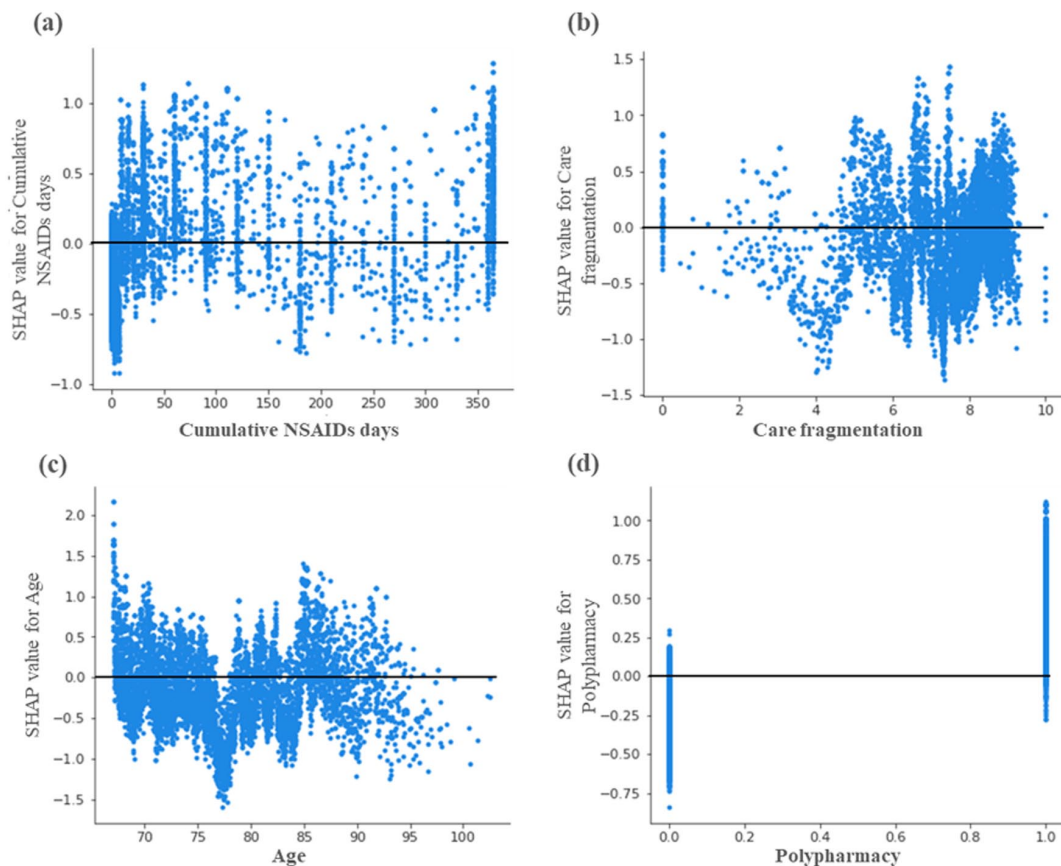 (a)
SHAP value for Cumulative
NSAIDs days
1.0
0.5
0.0
−0.5
−1.0
0 50 100 150 200 250 300 350
Cumulative NSAIDs days
(b)
SHAP value for Care
fragmentation
1.5
1.0
0.5
0.0
−0.5
−1.0
−1.5
0 2 4 6 8 10
Care fragmentation
(c)
SHAP value for Age
2.0
1.5
1.0
0.5
0.0
−0.5
−1.0
−1.5
70 75 80 85 90 95 100
Age
(d)
SHAP value for
Polypharmacy
1.00
0.75
0.50
0.25
0.00
−0.25
−0.50
−0.75
0.0 0.2 0.4 0.6 0.8 1.0
Polypharmacy